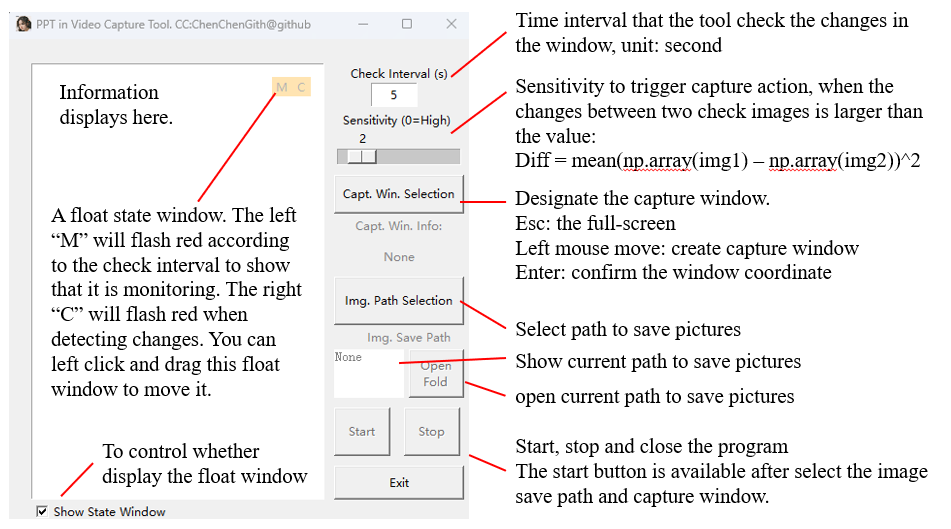 PPT in Video Capture Tool. CC:ChenChenGith@github
Information
displays here.
M C
A float state window. The left
“M” will flash red according
to the check interval to show
that it is monitoring. The right
“C” will flash red when
detecting changes. You can
left click and drag this float
window to move it.
To control whether
display the float window
Show State Window
Check Interval (s)
5
Sensitivity (0=High)
2
Capt. Win. Selection
Capt. Win. Info:
None
Img. Path Selection
Img. Save Path
None
Open
Fold
Start
Stop
Exit
Time interval that the tool check the changes in
the window, unit: second
Sensitivity to trigger capture action, when the
changes between two check images is larger than
the value:
Diff = mean(np.array(img1) – np.array(img2))^2
Designate the capture window.
Esc: the full-screen
Left mouse move: create capture window
Enter: confirm the window coordinate
Select path to save pictures
Show current path to save pictures
open current path to save pictures
Start, stop and close the program
The start button is available after select the image
save path and capture window.